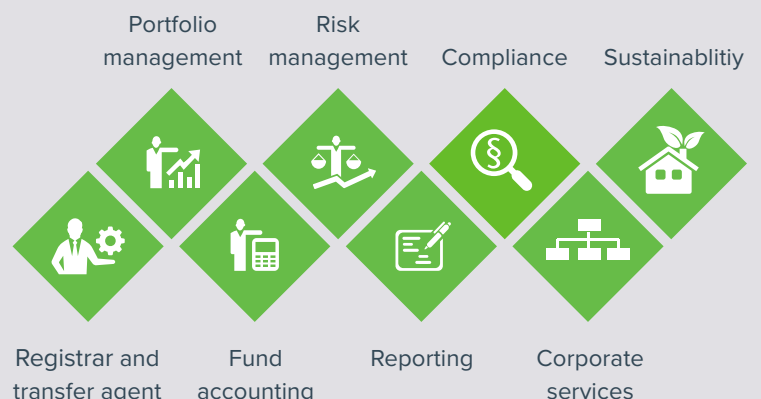 Portfolio
management
Risk
management
Compliance
Sustainablitiy
§
Registrar and
transfer agent
Fund
accounting
Reporting
Corporate
services